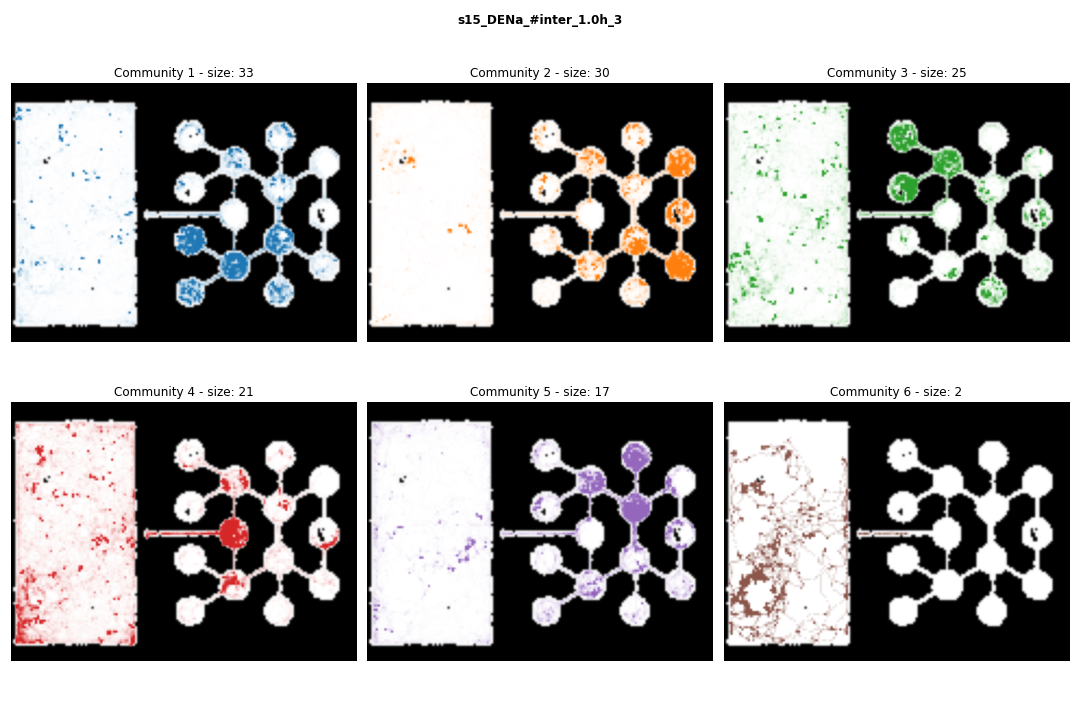 s15_DENa_#inter_1.0h_3
Community 1 - size: 33
Community 2 - size: 30
Community 3 - size: 25
Community 4 - size: 21
Community 5 - size: 17
Community 6 - size: 2